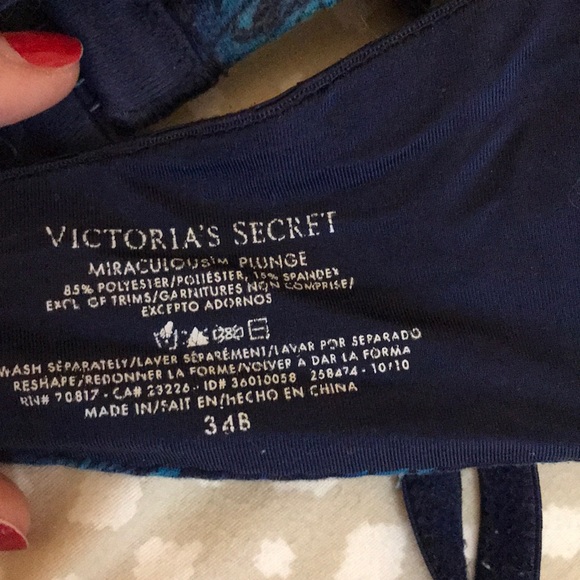 VICTORIA'S SECRET
MIRACULOUS™ PLUNGE
85% POLYESTER/POLIÉSTER, 15% SPANDEX
EXCL OF TRIMS/GARNITURES NON COMPRISE/
EXCEPTO ADORNOS
WASH SEPARATELY/LAVER SÉPARÉMENT/LAVAR POR SEPARADO
RESHAPE/REDONNER LA FORME/VOLVER A DAR LA FORMA
RN# 70817 - CA# 23226 - ID# 36010058 258474 - 10/10
MADE IN/FAIT EN/HECHO EN CHINA
34B